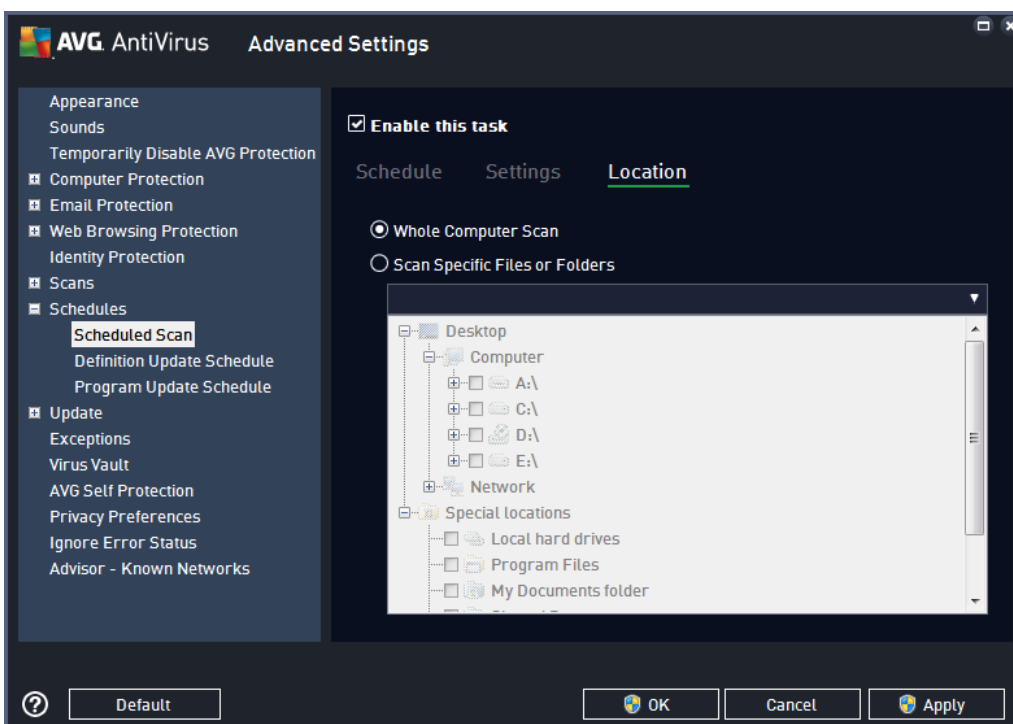 AVG. AntiVirus Advanced Settings
Appearance
Sounds
Temporarily Disable AVG Protection
Computer Protection
Email Protection
Web Browsing Protection
Identity Protection
Scans
Schedules
Scheduled Scan
Definition Update Schedule
Program Update Schedule
Update
Exceptions
Virus Vault
AVG Self Protection
Privacy Preferences
Ignore Error Status
Advisor - Known Networks
Enable this task
Schedule Settings Location
Whole Computer Scan
Scan Specific Files or Folders
Desktop
Computer
A:\
C:\
D:\
E:\
Network
Special locations
Local hard drives
Program Files
My Documents folder
? Default OK Cancel Apply